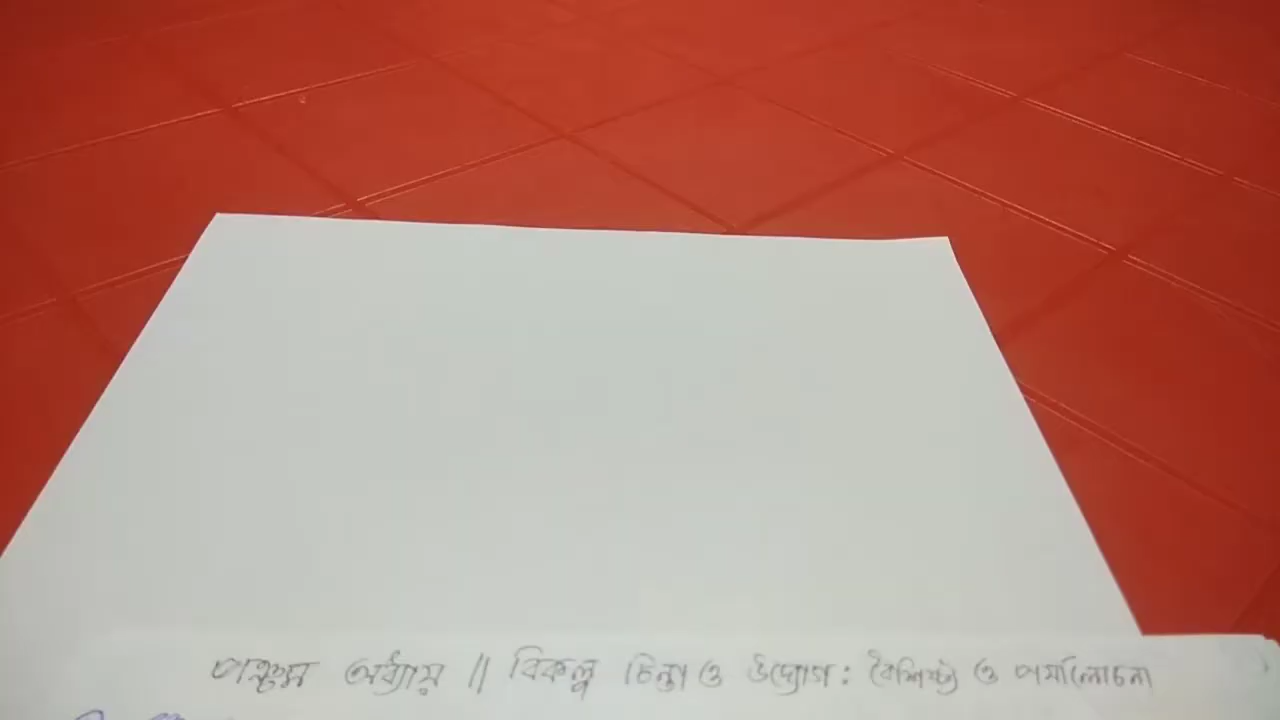 পঞ্চম অধ্যায় || বিকল্প চিন্তা ও উদ্যোগ : বৈশিষ্ট্য ও পর্যালোচনা